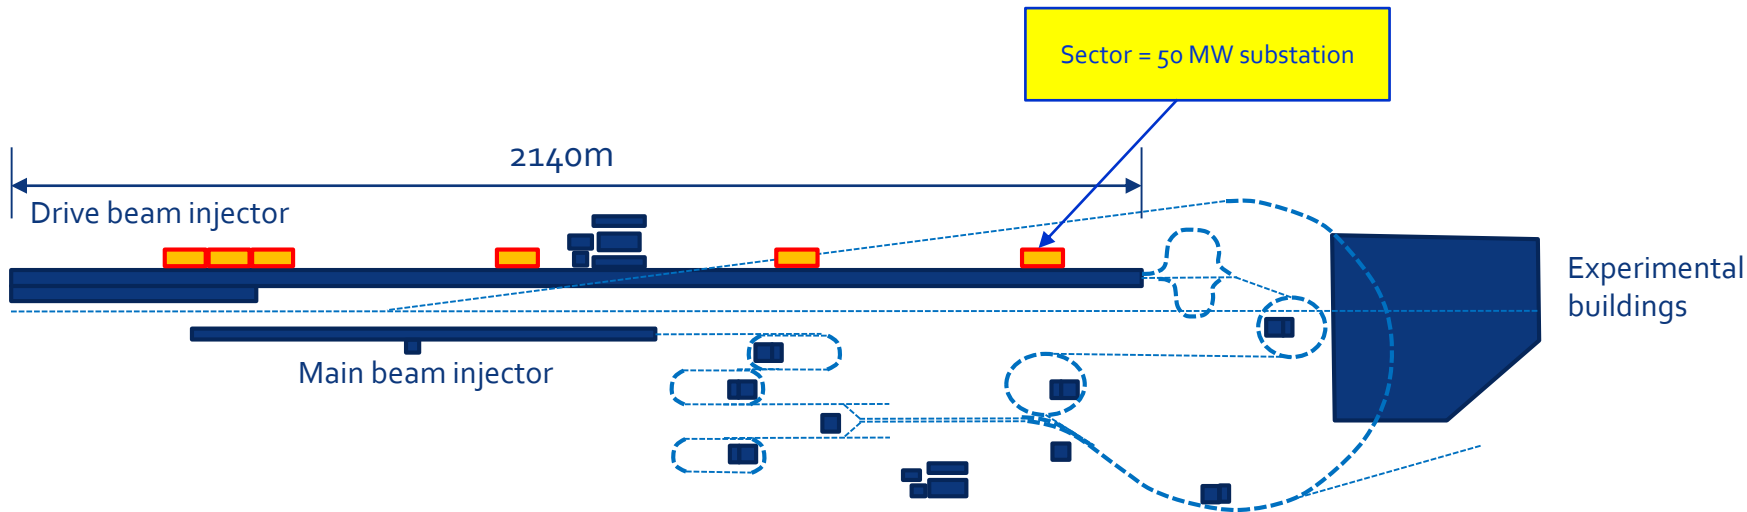 Sector = 50 MW substation
2140m
Drive beam injector
Experimental
buildings
Main beam injector